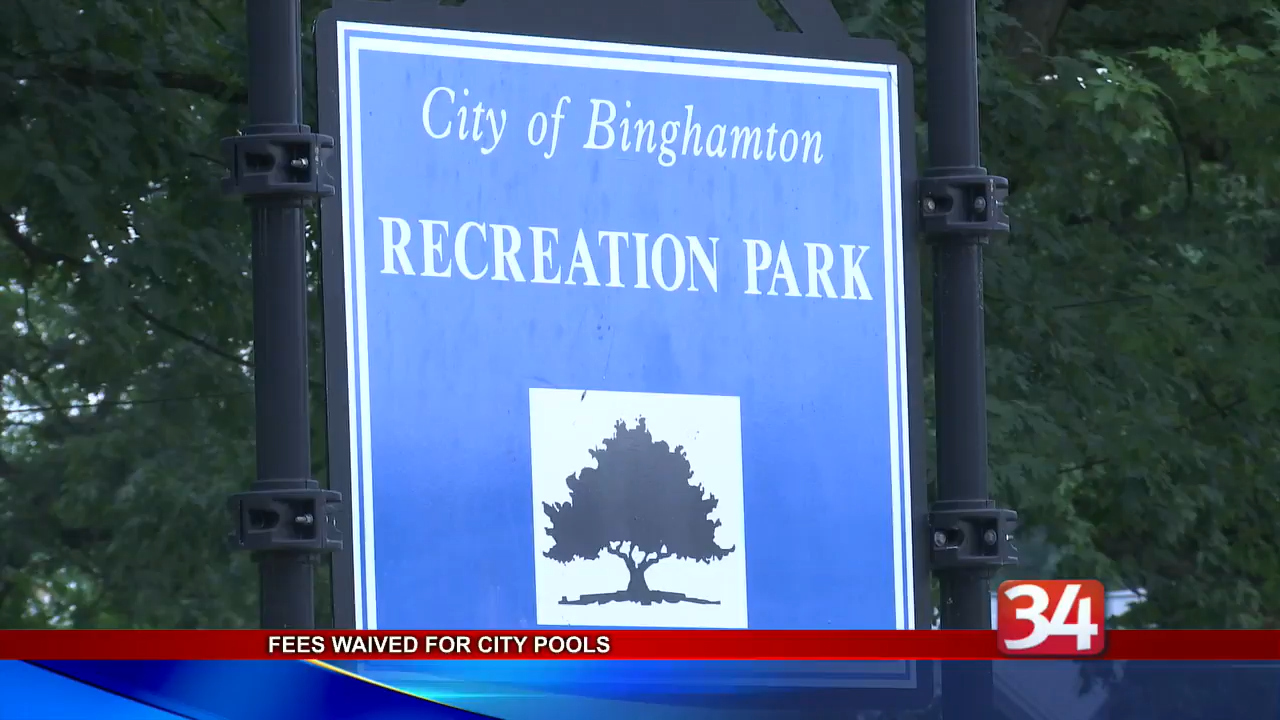 City of Binghamton
RECREATION PARK
34
FEES WAIVED FOR CITY POOLS